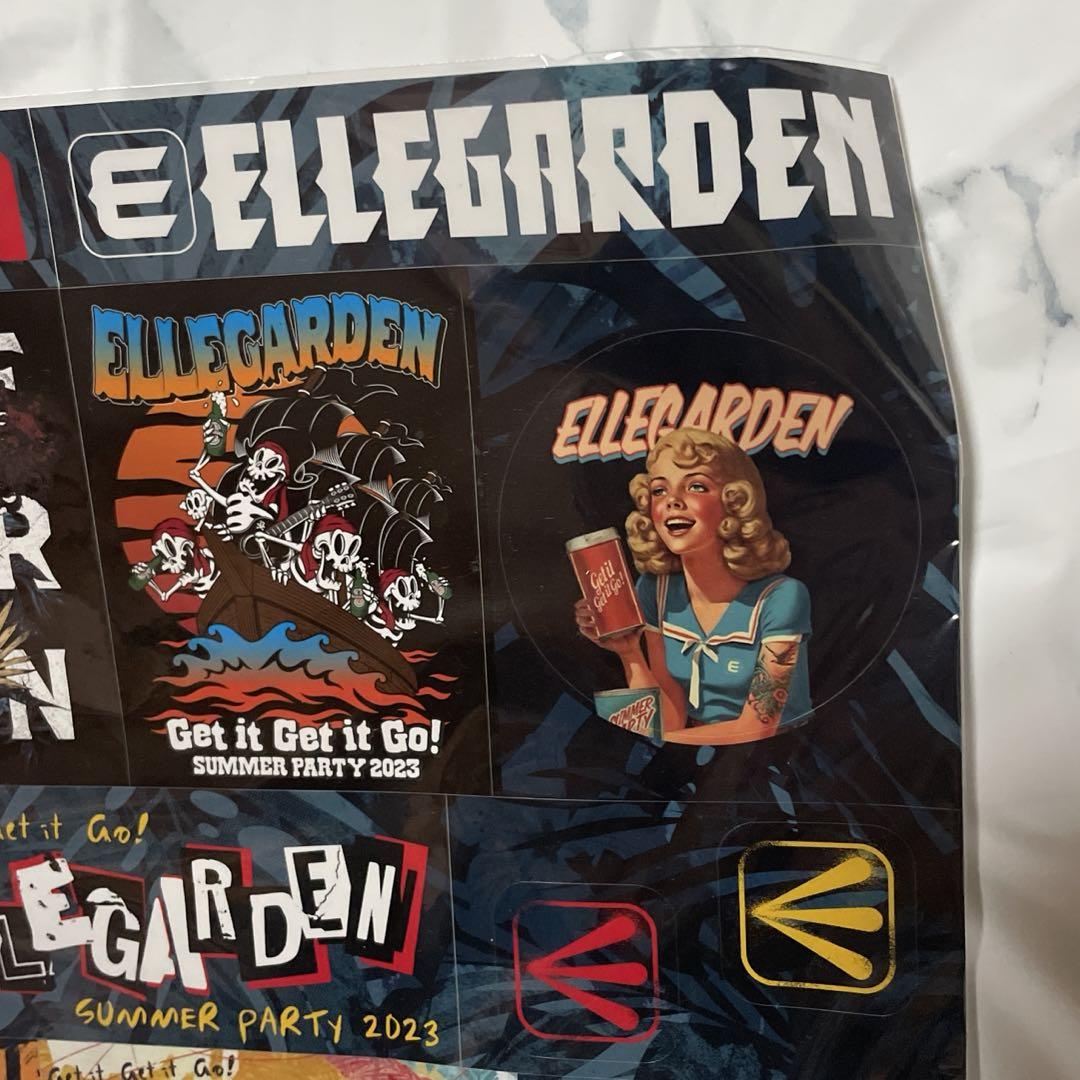 E ELLEGARDEN
ELLEGARDEN
Get it Get it Go!
SUMMER PARTY 2023
ELLEGARDEN
"Get it
Get it Go!
E
SUMMER
PARTY
R
N
et it Go!
LEGARDEN
SUMMER PARTY 2023
Get it Get it Go!